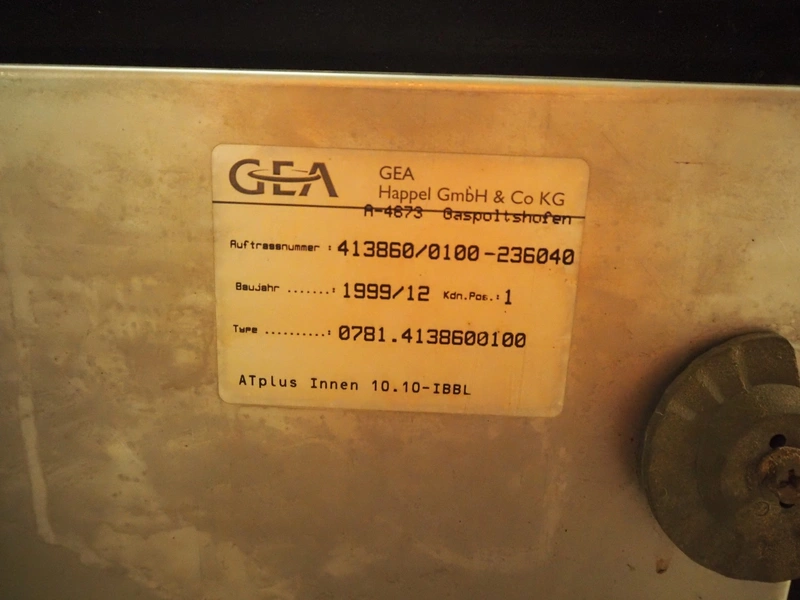 GEA
GEA
Happel GmbH & Co KG
A-4673 Gaspoltshofen
Auftrassnummer : 413860/0100-236040
Baujahr .......: 1999/12 Kdn.Pos.: 1
Type ..........: 0781.4138600100
ATplus Innen 10.10-IBBL